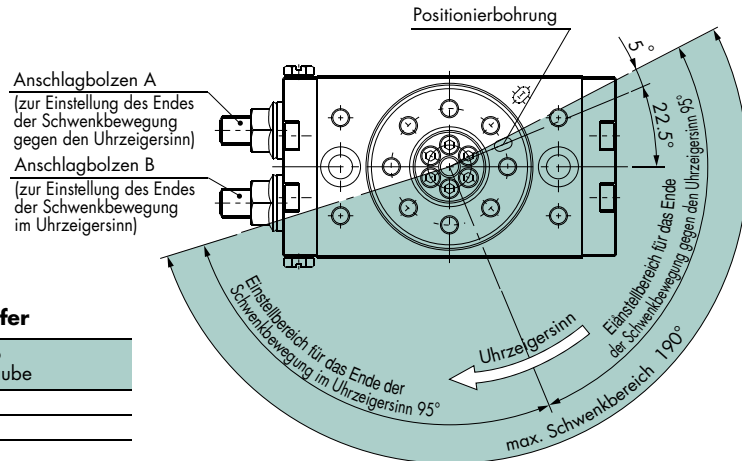 Positionierbohrung
5°
22.5°
Anschlagbolzen A
(zur Einstellung des Endes
der Schwenkbewegung
gegen den Uhrzeigersinn)
Anschlagbolzen B
(zur Einstellung des Endes
der Schwenkbewegung
im Uhrzeigersinn)
Einstellbereich für das Ende der
Schwenkbewegung im Uhrzeigersinn 95°
Uhrzeigersinn
Eiänstellbereich für das Ende
der Schwenkbewegung gegen den Uhrzeigersinn 95°
max. Schwenkbereich 190°
fer
ube